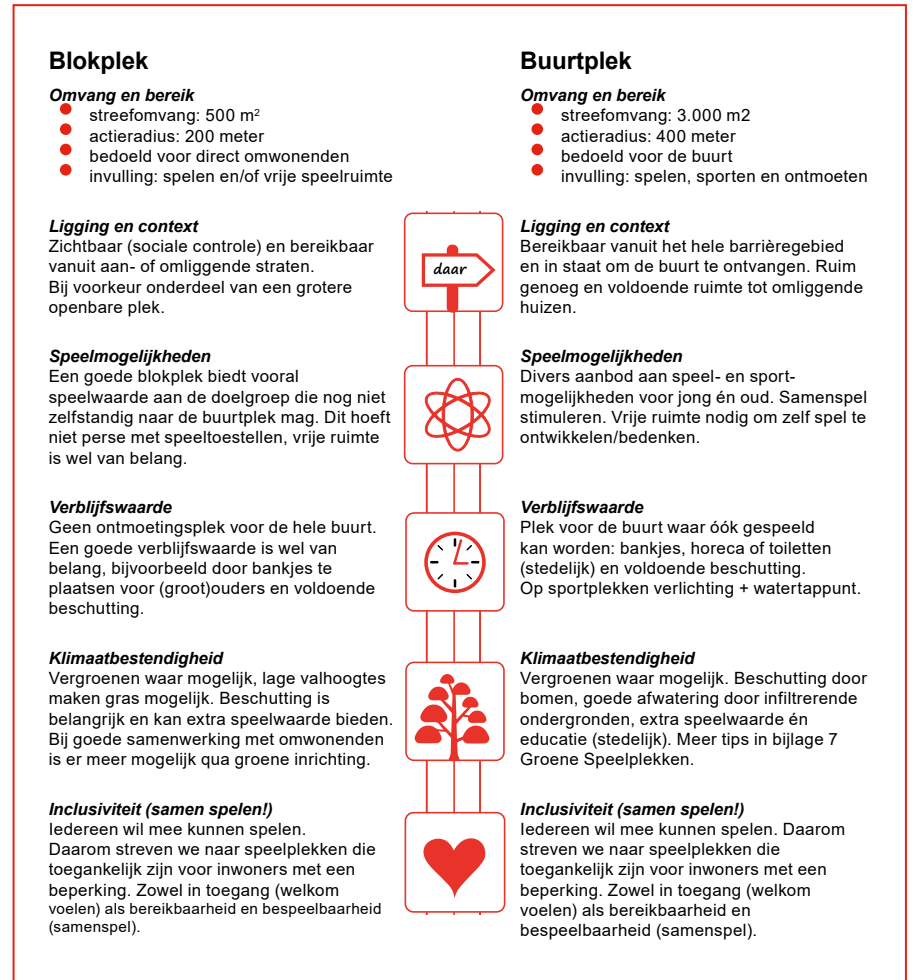 Blokplek
Omvang en bereik
streefomvang: 500 m²
actieradius: 200 meter
bedoeld voor direct omwonenden
invulling: spelen en/of vrije speelruimte
Ligging en context
Zichtbaar (sociale controle) en bereikbaar
vanuit aan- of omliggende straten.
Bij voorkeur onderdeel van een grotere
openbare plek.
Speelmogelijkheden
Een goede blokplek biedt vooral
speelwaarde aan de doelgroep die nog niet
zelfstandig naar de buurtplek mag. Dit hoeft
niet perse met speeltoestellen, vrije ruimte
is wel van belang.
Verblijfswaarde
Geen ontmoetingsplek voor de hele buurt.
Een goede verblijfswaarde is wel van
belang, bijvoorbeeld door bankjes te
plaatsen voor (groot)ouders en voldoende
beschutting.
Klimaatbestendigheid
Vergroenen waar mogelijk, lage valhoogtes
maken gras mogelijk. Beschutting is
belangrijk en kan extra speelwaarde bieden.
Bij goede samenwerking met omwonenden
is er meer mogelijk qua groene inrichting.
Inclusiviteit (samen spelen!)
Iedereen wil mee kunnen spelen.
Daarom streven we naar speelplekken die
toegankelijk zijn voor inwoners met een
beperking. Zowel in toegang (welkom
voelen) als bereikbaarheid en bespeelbaarheid
(samenspel).
daar
Buurtplek
Omvang en bereik
streefomvang: 3.000 m2
actieradius: 400 meter
bedoeld voor de buurt
invulling: spelen, sporten en ontmoeten
Ligging en context
Bereikbaar vanuit het hele barrièregebied
en in staat om de buurt te ontvangen. Ruim
genoeg en voldoende ruimte tot omliggende
huizen.
Speelmogelijkheden
Divers aanbod aan speel- en sport-
mogelijkheden voor jong én oud. Samenspel
stimuleren. Vrije ruimte nodig om zelf spel te
ontwikkelen/bedenken.
Verblijfswaarde
Plek voor de buurt waar óók gespeeld
kan worden: bankjes, horeca of toiletten
(stedelijk) en voldoende beschutting.
Op sportplekken verlichting + watertappunt.
Klimaatbestendigheid
Vergroenen waar mogelijk. Beschutting door
bomen, goede afwatering door infiltrerende
ondergronden, extra speelwaarde én
educatie (stedelijk). Meer tips in bijlage 7
Groene Speelplekken.
Inclusiviteit (samen spelen!)
Iedereen wil mee kunnen spelen. Daarom
streven we naar speelplekken die
toegankelijk zijn voor inwoners met een
beperking. Zowel in toegang (welkom
voelen) als bereikbaarheid en
bespeelbaarheid (samenspel).